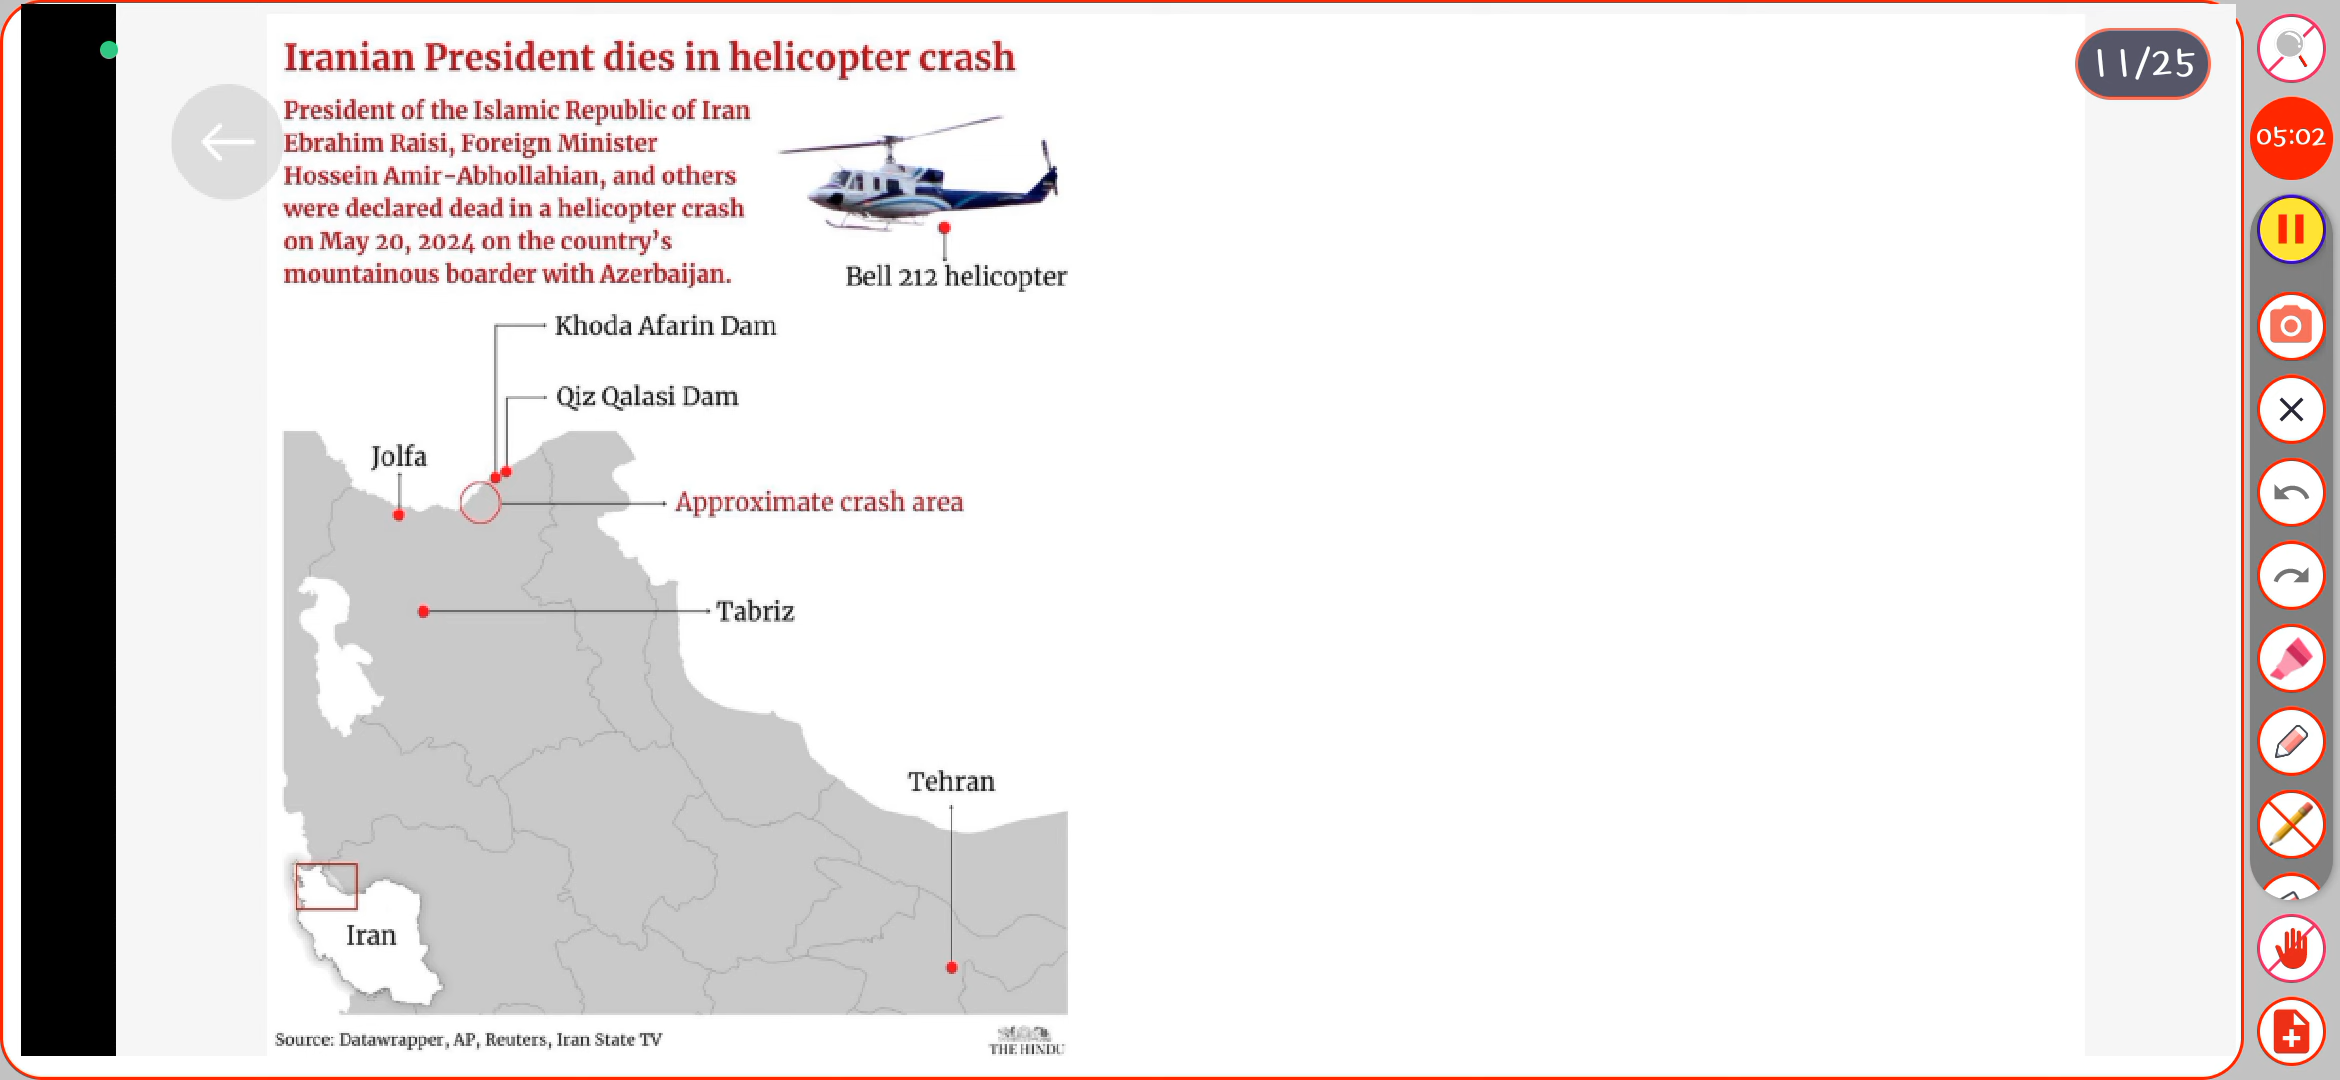 Iranian President dies in helicopter crash
11/25
05:02
President of the Islamic Republic of Iran
Ebrahim Raisi, Foreign Minister
Hossein Amir-Abhollahian, and others
were declared dead in a helicopter crash
on May 20, 2024 on the country's
mountainous boarder with Azerbaijan.
Bell 212 helicopter
Khoda Afarin Dam
Qiz Qalasi Dam
Jolfa
Approximate crash area
Tabriz
Tehran
Iran
Source: Datawrapper, AP, Reuters, Iran State TV
THE HINDU